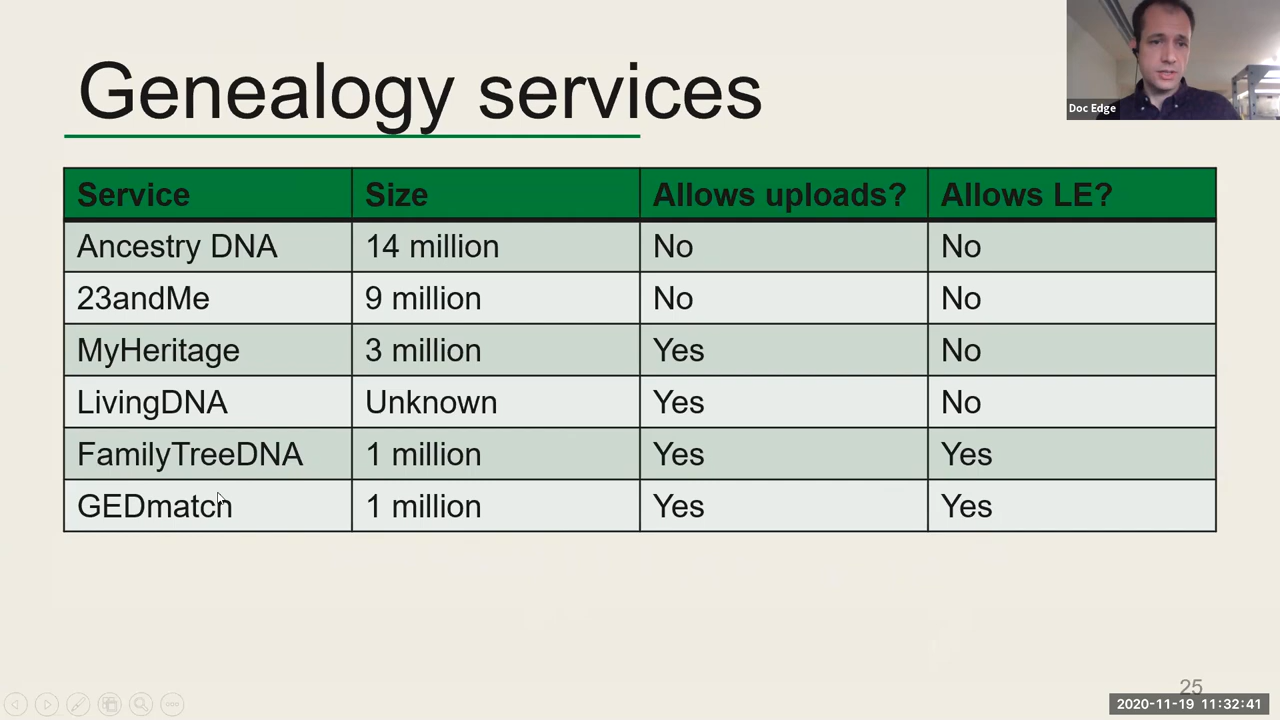 Genealogy services
Doc Edge
Service Size Allows uploads? Allows LE?
Ancestry DNA 14 million No No
23andMe 9 million No No
MyHeritage 3 million Yes No
LivingDNA Unknown Yes No
FamilyTreeDNA 1 million Yes Yes
GEDmatch 1 million Yes Yes
25
2020-11-19 11:32:41